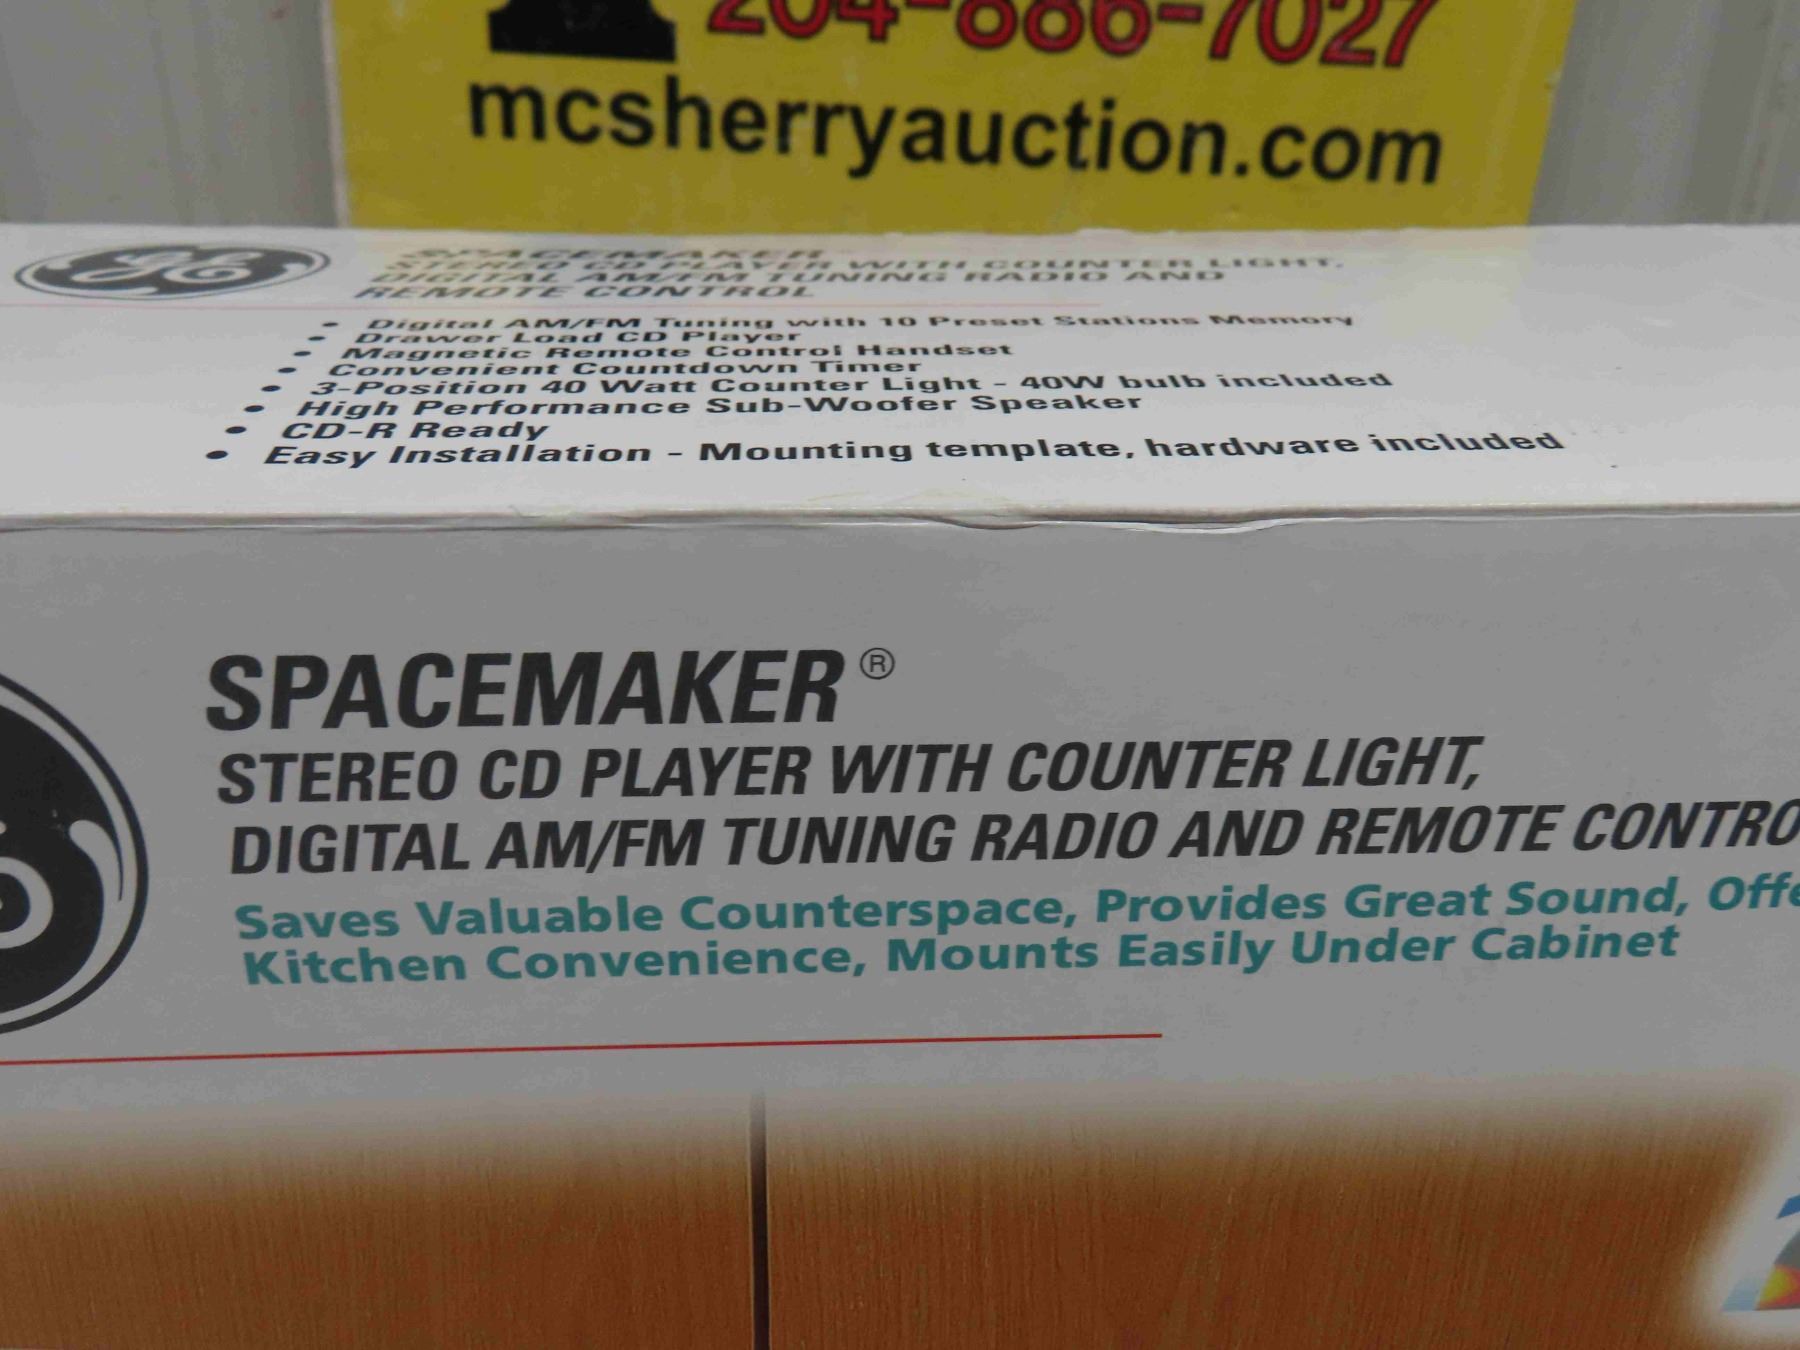 204-886-7027
mcsherryauction.com
GE
SPACEMAKER
STEREO CD PLAYER WITH COUNTER LIGHT,
DIGITAL AM/FM TUNING RADIO AND
REMOTE CONTROL
• Digital AM/FM Tuning with 10 Preset Stations Memory
• Drawer Load CD Player
• Magnetic Remote Control Handset
• Convenient Countdown Timer
• 3-Position 40 Watt Counter Light - 40W bulb included
• High Performance Sub-Woofer Speaker
• CD-R Ready
• Easy Installation - Mounting template, hardware included
SPACEMAKER®
STEREO CD PLAYER WITH COUNTER LIGHT,
DIGITAL AM/FM TUNING RADIO AND REMOTE CONTRO
Saves Valuable Counterspace, Provides Great Sound, Offe
Kitchen Convenience, Mounts Easily Under Cabinet